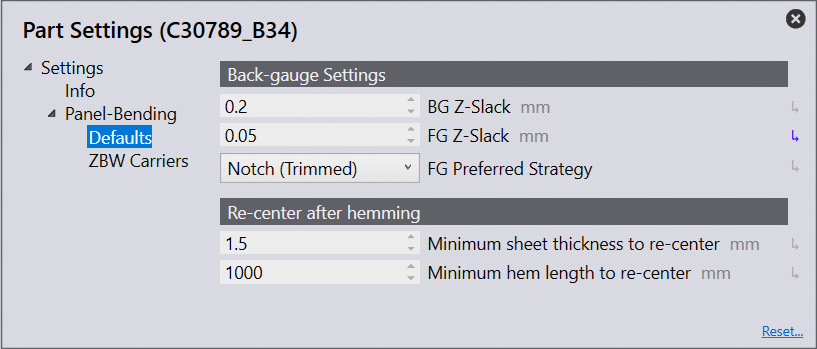 Part Settings (C30789_B34)
Settings
Info
Panel-Bending
Defaults
ZBW Carriers
Back-gauge Settings
0.2 BG Z-Slack mm
0.05 FG Z-Slack mm
Notch (Trimmed) FG Preferred Strategy
Re-center after hemming
1.5 Minimum sheet thickness to re-center mm
1000 Minimum hem length to re-center mm
Reset...